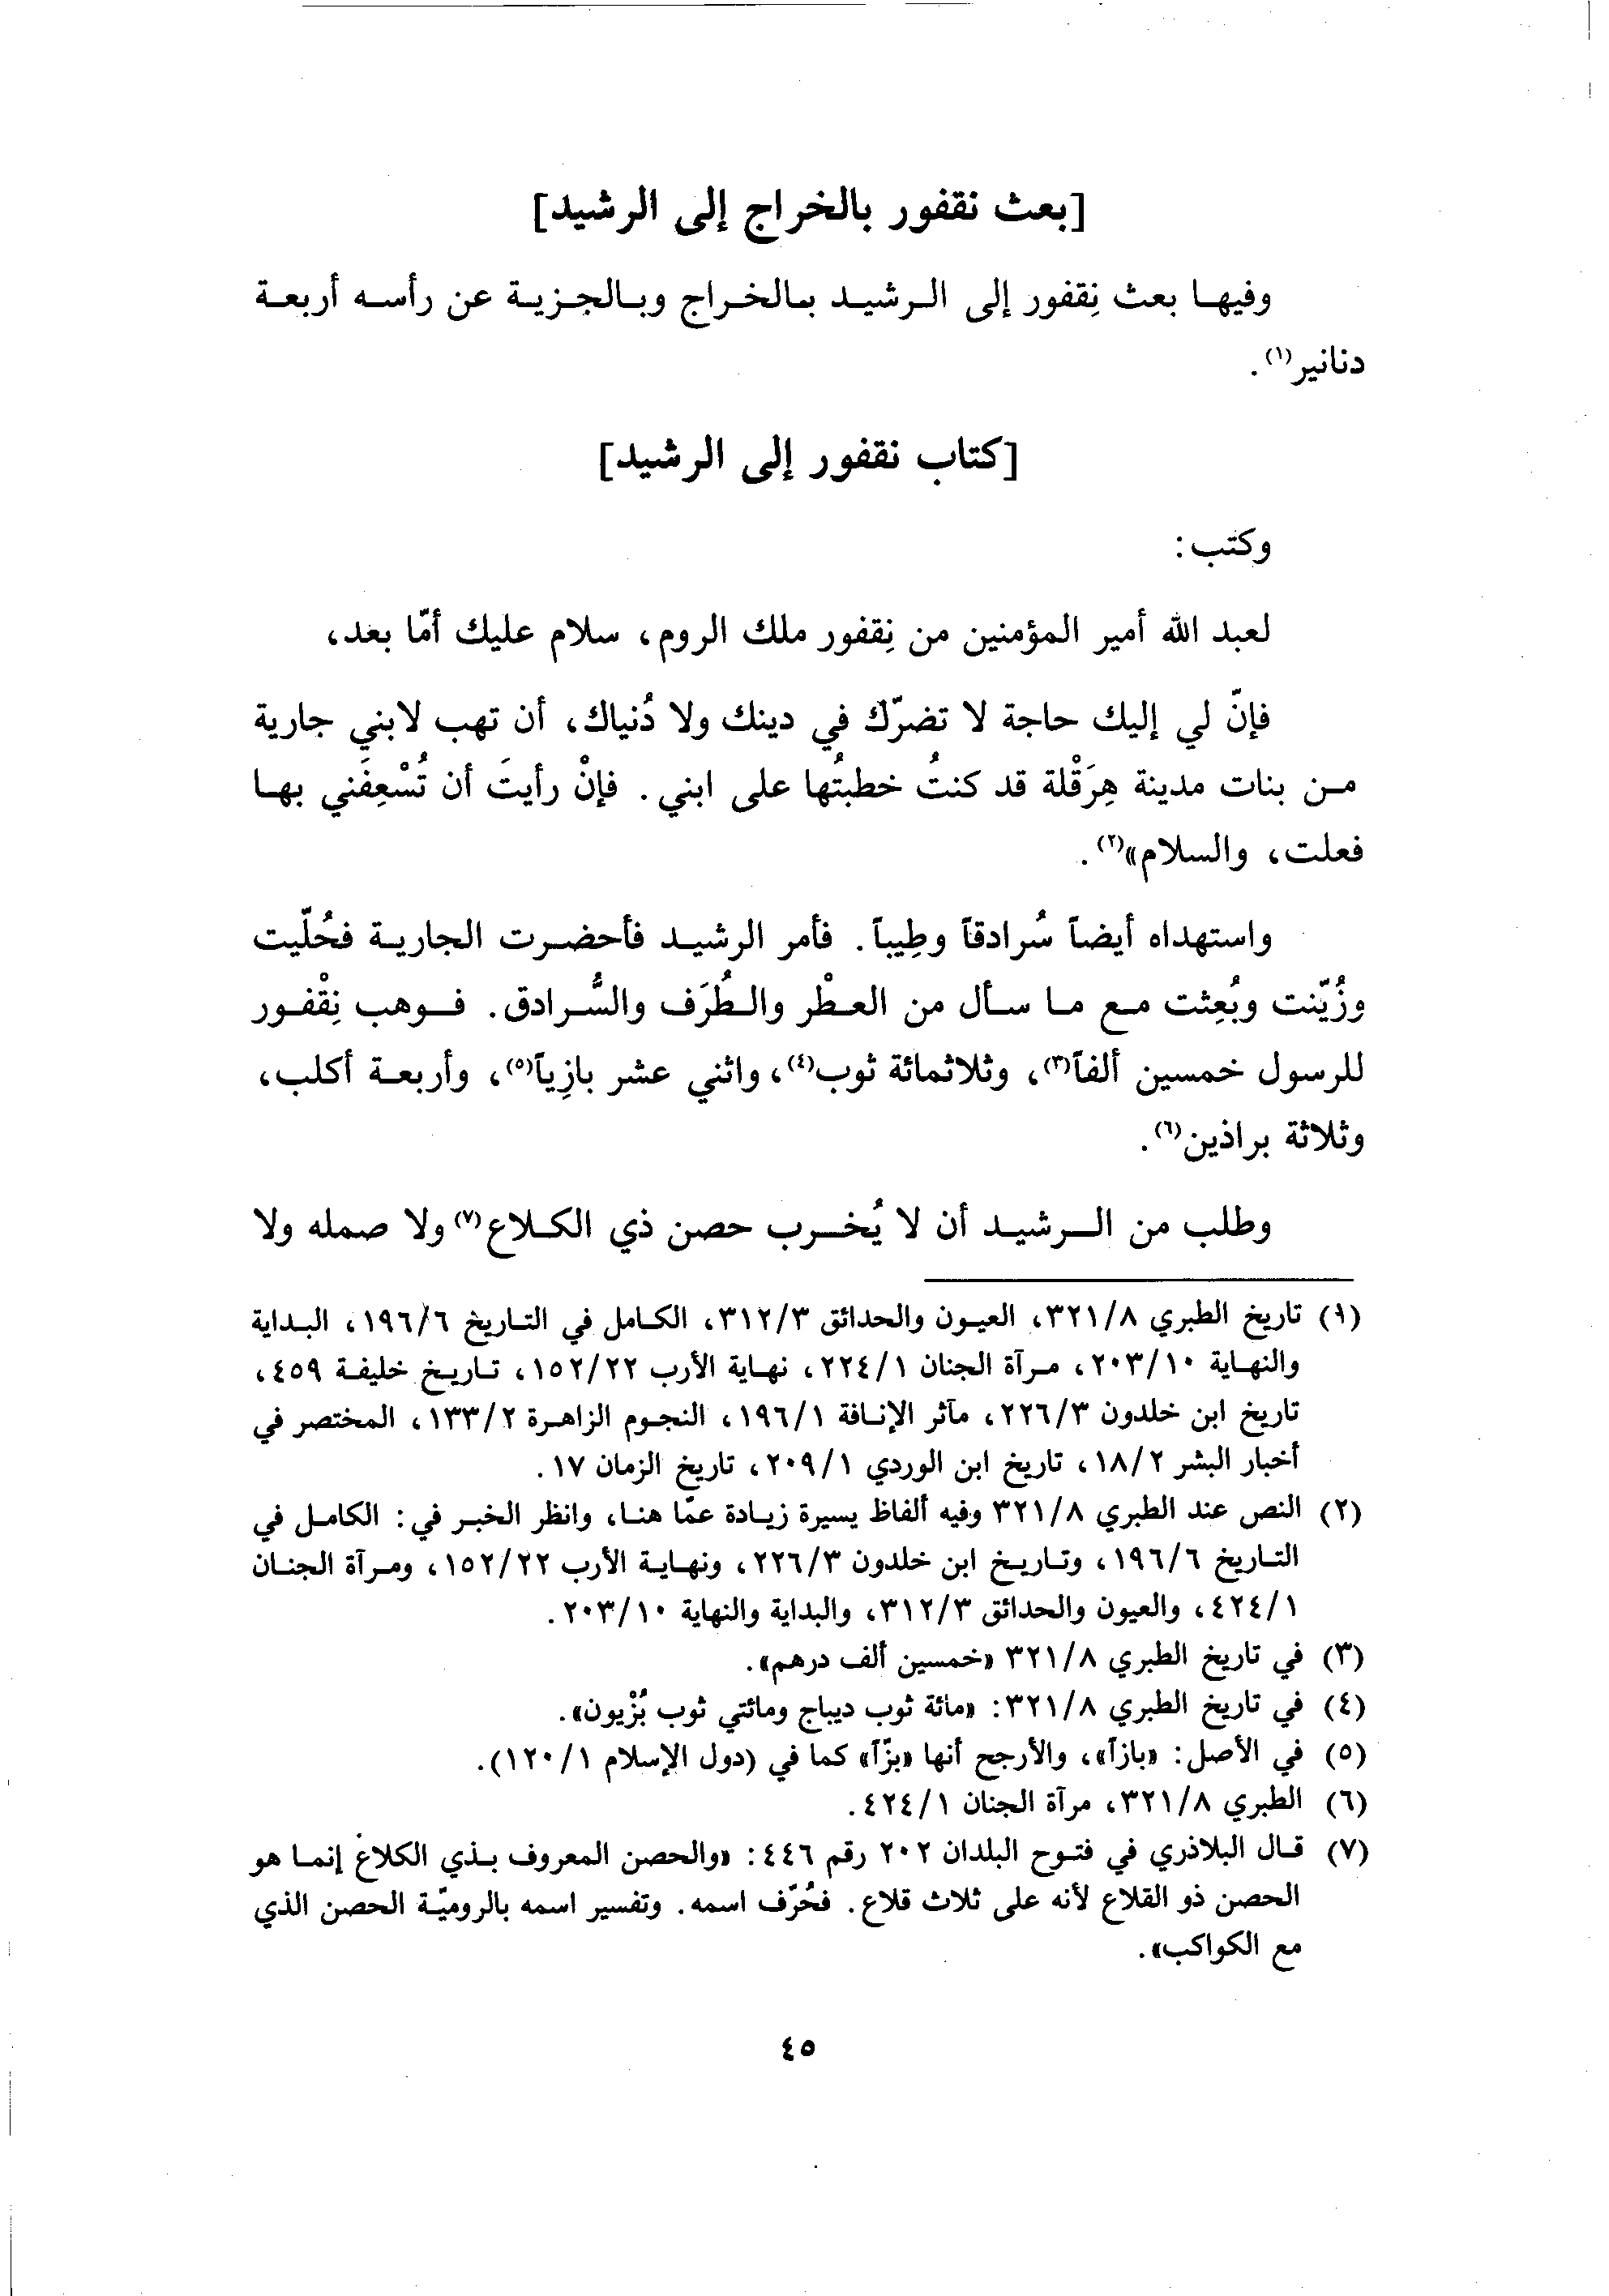 [بعث نقفور بالخراج إلى الرشيد]
وفيها بعث نِقفور إلى الرشيد بالخراج وبالجزية عن رأسه أربعة
دنانير(١).
[كتاب نقفور إلى الرشيد]
وكتب:
لعبد الله أمير المؤمنين من نِقفور ملك الروم، سلام عليك أمّا بعد،
فإنّ لي إليك حاجة لا تضرّك في دينك ولا دُنياك، أن تهب لابني جارية
من بنات مدينة هِرَقْلة قد كنتُ خطبتُها على ابني. فإنْ رأيتَ أن تُسْعِفَني بها
فعلت، والسلام»(٢).
واستهداه أيضاً سُرادقاً وطِيباً. فأمر الرشيد فأحضرت الجارية فحُلّيت
وزُيّنت وبُعِثت مع ما سأل من العطْر والطُرَف والسُّرادق. فوهب نِقْفور
للرسول خمسين ألفاً(٣)، وثلاثمائة ثوب(٤)، واثني عشر بازِياً(٥)، وأربعة أكلب،
وثلاثة براذين(٦).
وطلب من الرشيد أن لا يُخرب حصن ذي الكلاع(٧) ولا صمله ولا
(١) تاريخ الطبري ٣٢١/٨، العيون والحدائق ٣١٢/٣، الكامل في التاريخ ١٩٦/٦، البداية
والنهاية ٢٠٣/١٠، مرآة الجنان ٢٢٤/١، نهاية الأرب ١٥٢/٢٢، تاريخ خليفة ٤٥٩،
تاريخ ابن خلدون ٢٢٦/٣، مآثر الإنافة ١٩٦/١، النجوم الزاهرة ١٣٣/٢، المختصر في
أخبار البشر ١٨/٢، تاريخ ابن الوردي ٢٠٩/١، تاريخ الزمان ١٧.
(٢) النص عند الطبري ٣٢١/٨ وفيه ألفاظ يسيرة زيادة عمّا هنا، وانظر الخبر في: الكامل في
التاريخ ١٩٦/٦، وتاريخ ابن خلدون ٢٢٦/٣، ونهاية الأرب ١٥٢/٢٢، ومرآة الجنان
٤٢٤/١، والعيون والحدائق ٣١٢/٣، والبداية والنهاية ٢٠٣/١٠.
(٣) في تاريخ الطبري ٣٢١/٨ «خمسين ألف درهم».
(٤) في تاريخ الطبري ٣٢١/٨: «مائة ثوب ديباج ومائتي ثوب بُزْيون».
(٥) في الأصل: «بازاً»، والأرجح أنها «بزّاً» كما في (دول الإسلام ١٢٠/١).
(٦) الطبري ٣٢١/٨، مرآة الجنان ٤٢٤/١.
(٧) قال البلاذري في فتوح البلدان ٢٠٢ رقم ٤٤٦: «والحصن المعروف بذي الكلاع إنما هو
الحصن ذو القلاع لأنه على ثلاث قلاع. فحُرّف اسمه. وتفسير اسمه بالروميّة الحصن الذي
مع الكواكب».
٤٥